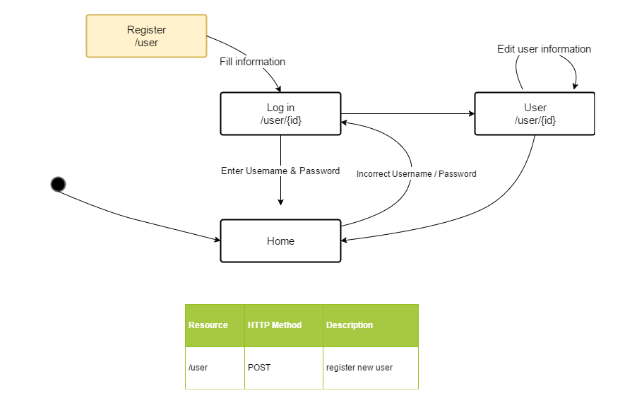 Register
/user
Edit user information
Fill information
Log in
/user/{id}
User
/user/{id}
Enter Username & Password
Incorrect Username / Password
Home
Resource HTTP Method Description
/user POST register new user